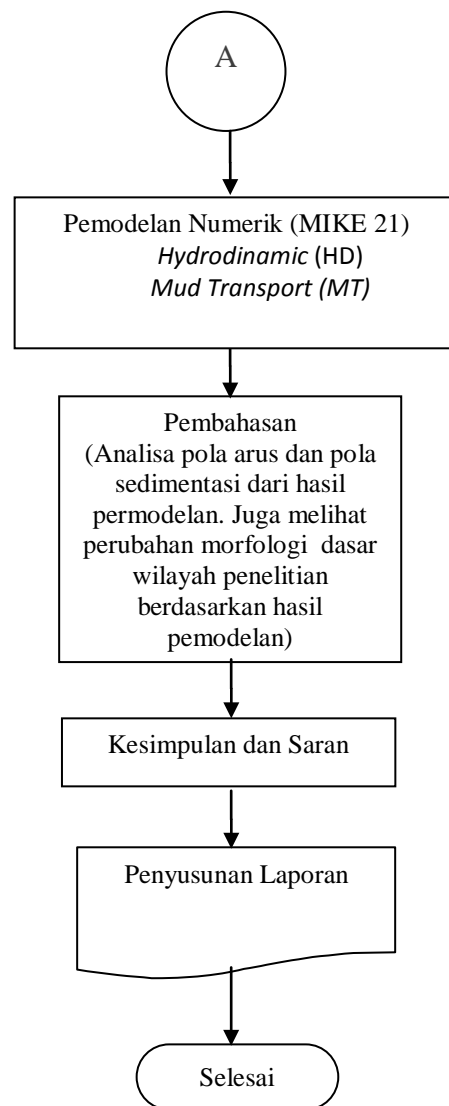 A
Pemodelan Numerik (MIKE 21)
Hydrodinamic (HD)
Mud Transport (MT)
Pembahasan
(Analisa pola arus dan pola
sedimentasi dari hasil
permodelan. Juga melihat
perubahan morfologi dasar
wilayah penelitian
berdasarkan hasil
pemodelan)
Kesimpulan dan Saran
Penyusunan Laporan
Selesai